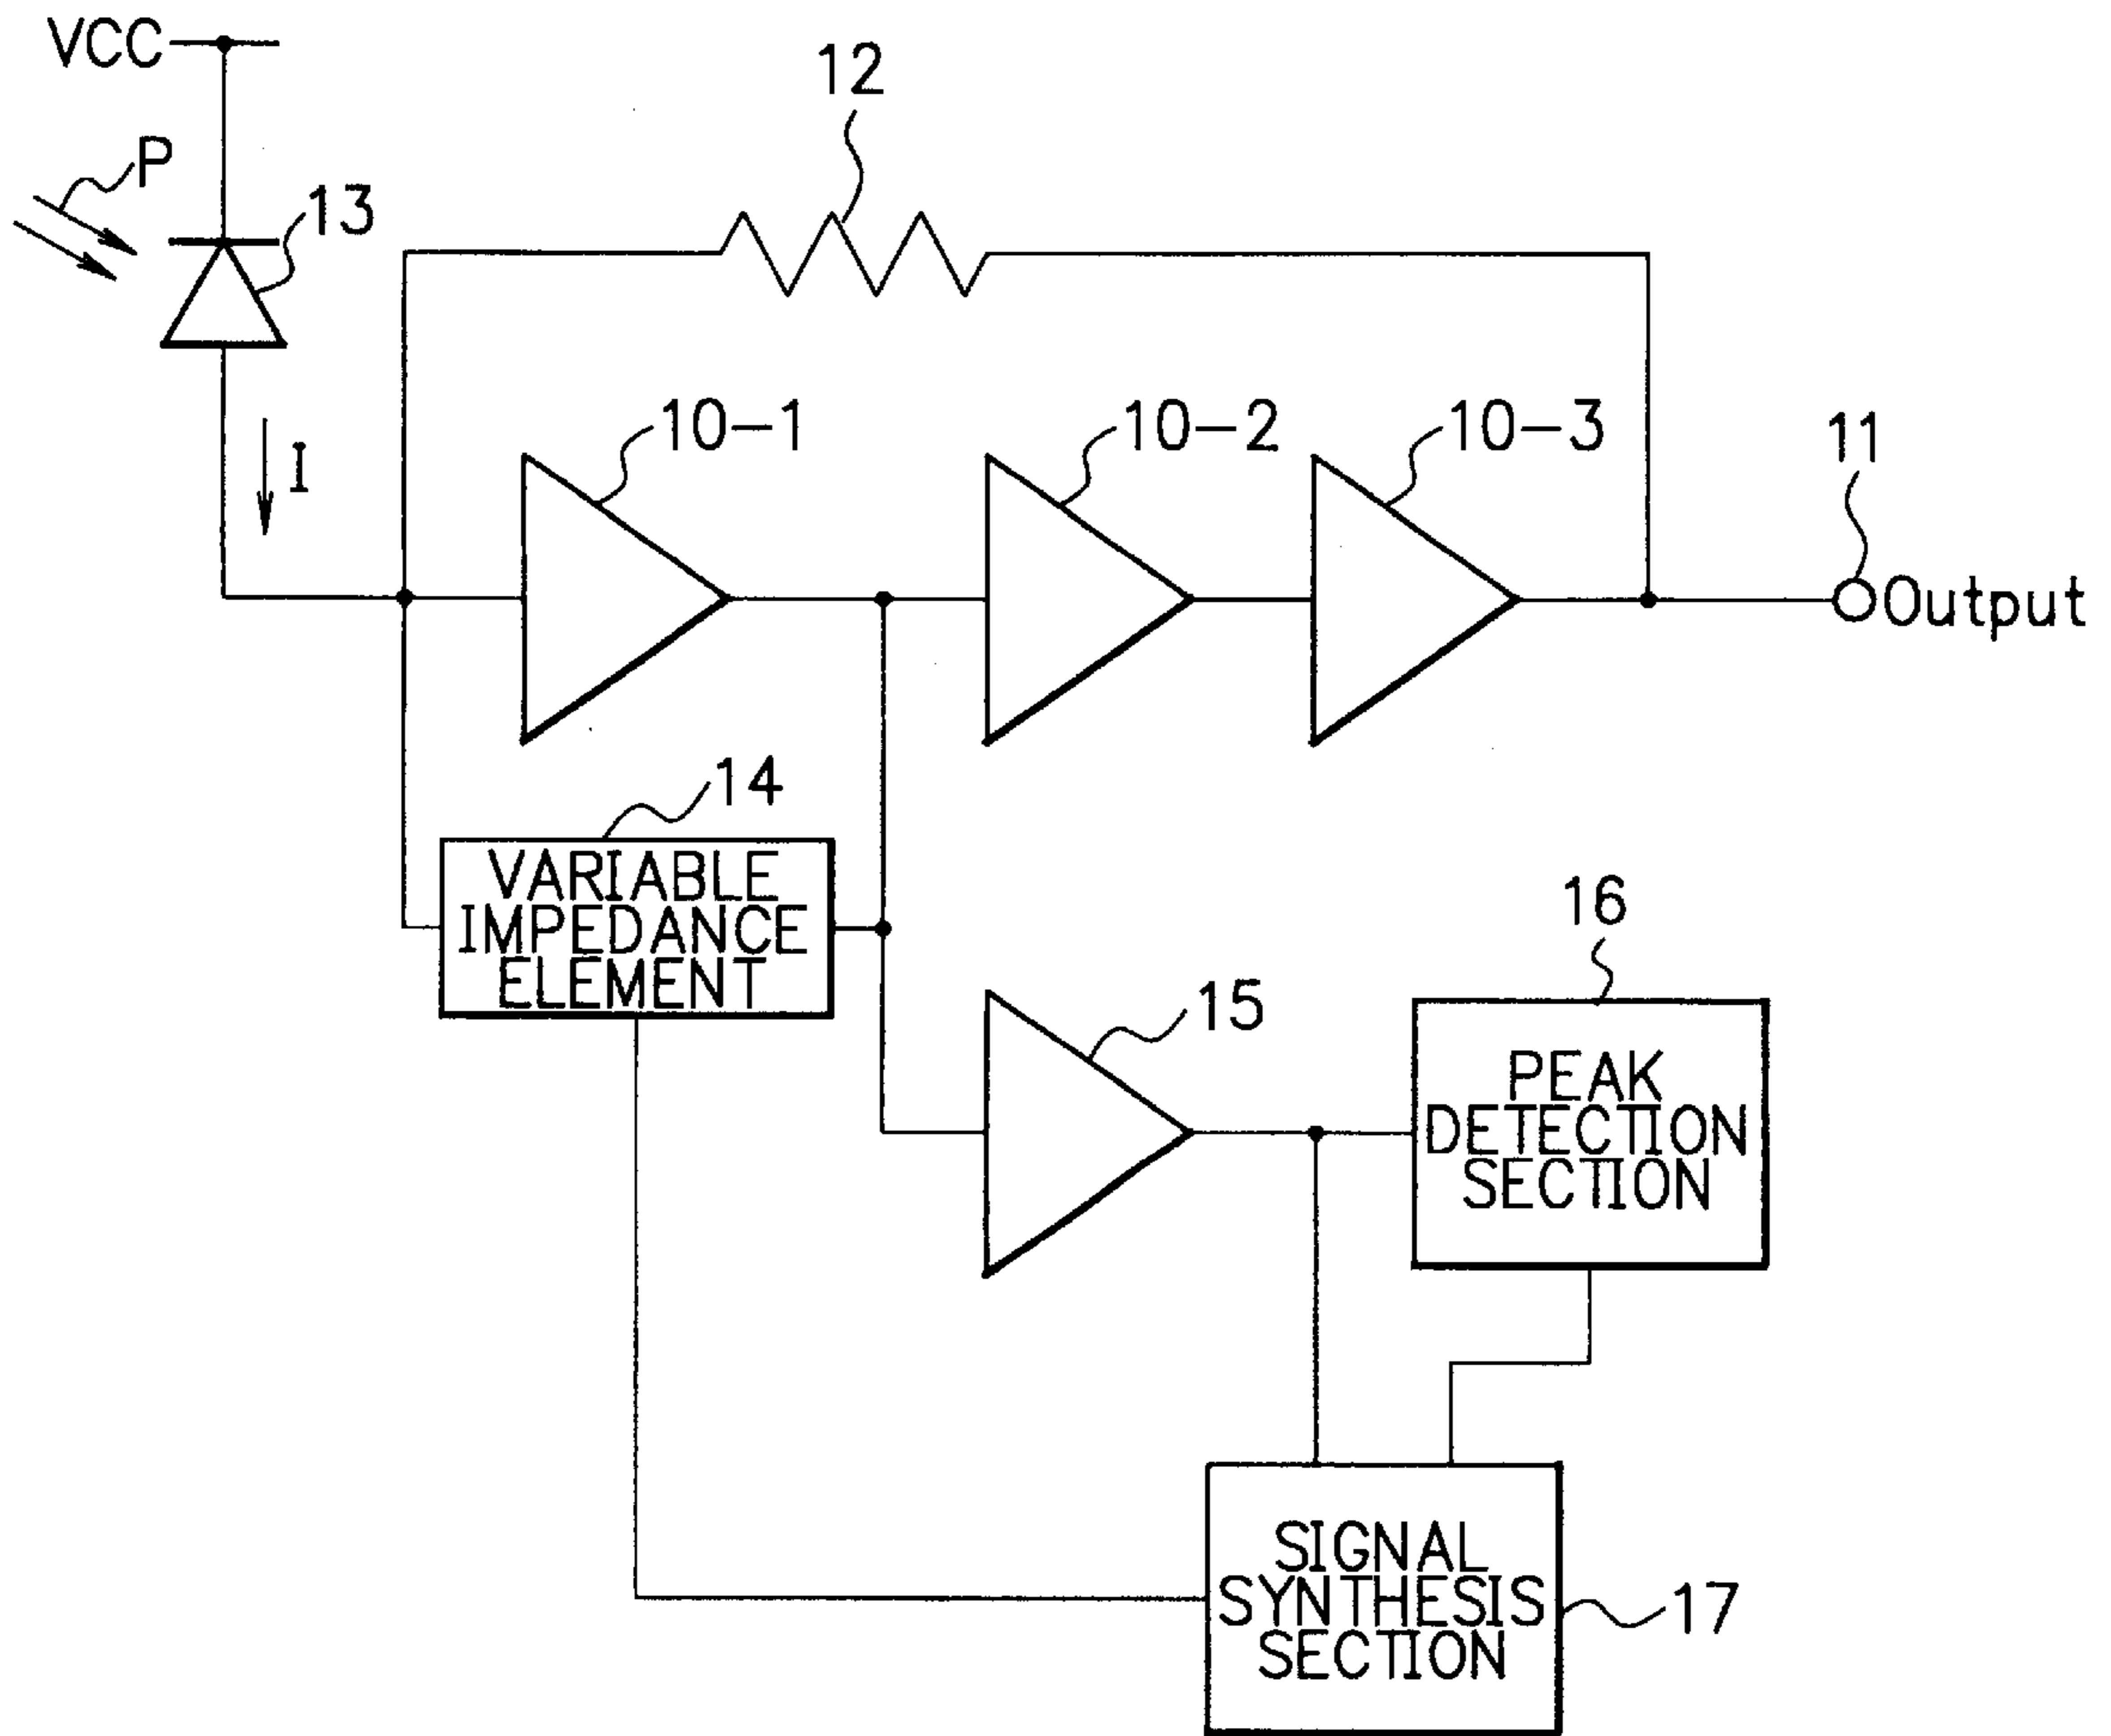 VCC
12
P
13
10-1
10-2
10-3
11
I
Output
14
VARIABLE
IMPEDANCE
ELEMENT
16
15
PEAK
DETECTION
SECTION
SIGNAL
SYNTHESIS
SECTION
17